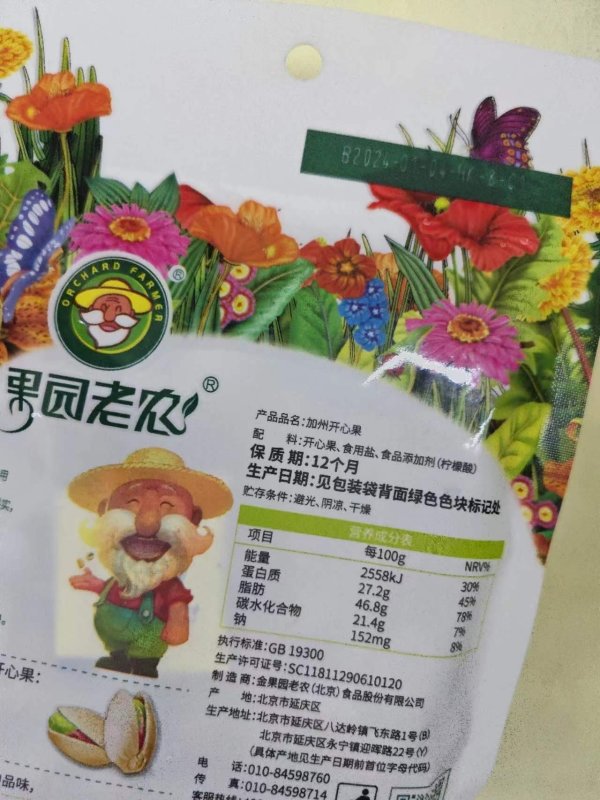 ORCHARD FARMER
®
果园老农®
产品品名:加州开心果
配 料:开心果、食用盐、食品添加剂(柠檬酸)
保质期:12个月
生产日期:见包装袋背面绿色色块标记处
贮存条件:避光、阴凉、干燥
营养成分表
项目 每100g NRV%
能量 2558kJ 30%
蛋白质 27.2g 45%
脂肪 46.8g 78%
碳水化合物 21.4g 7%
钠 152mg 8%
执行标准:GB 19300
生产许可证号:SC11811290610120
制造商:金果园老农(北京)食品股份有限公司
产 地:北京市延庆区
生产地址:北京市延庆区八达岭镇飞东路1号(B)
北京市延庆区永宁镇迎晖路22号(Y)
(具体产地见生产日期前首位字母代码)
电 话:010-84598760
传 真:010-84598714
开心果:
品味,